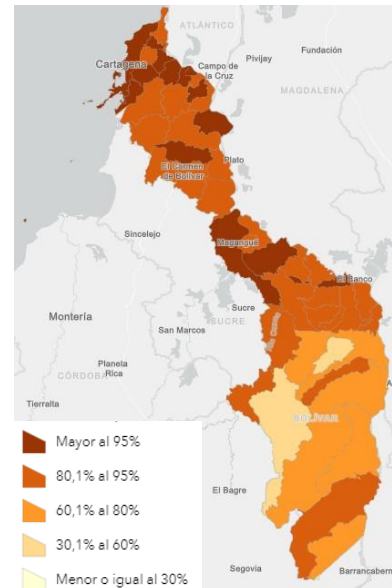 ATLÁNTICO
Fundación
Cartagena
Campo de
la Cruz
Pivijay
MAGDALENA
Plato
El Carmen
de Bolívar
Sincelejo
Magangué
El Banco
Montería
Sucre
San Marcos
SUCRE
Planeta
Rica
CÓRDOBA
Tierralta
BOLÍVAR
Mayor al 95%
80,1% al 95%
60,1% al 80%
El Bagre
30,1% al 60%
Segovia
Barrancaberm
Menor o igual al 30%